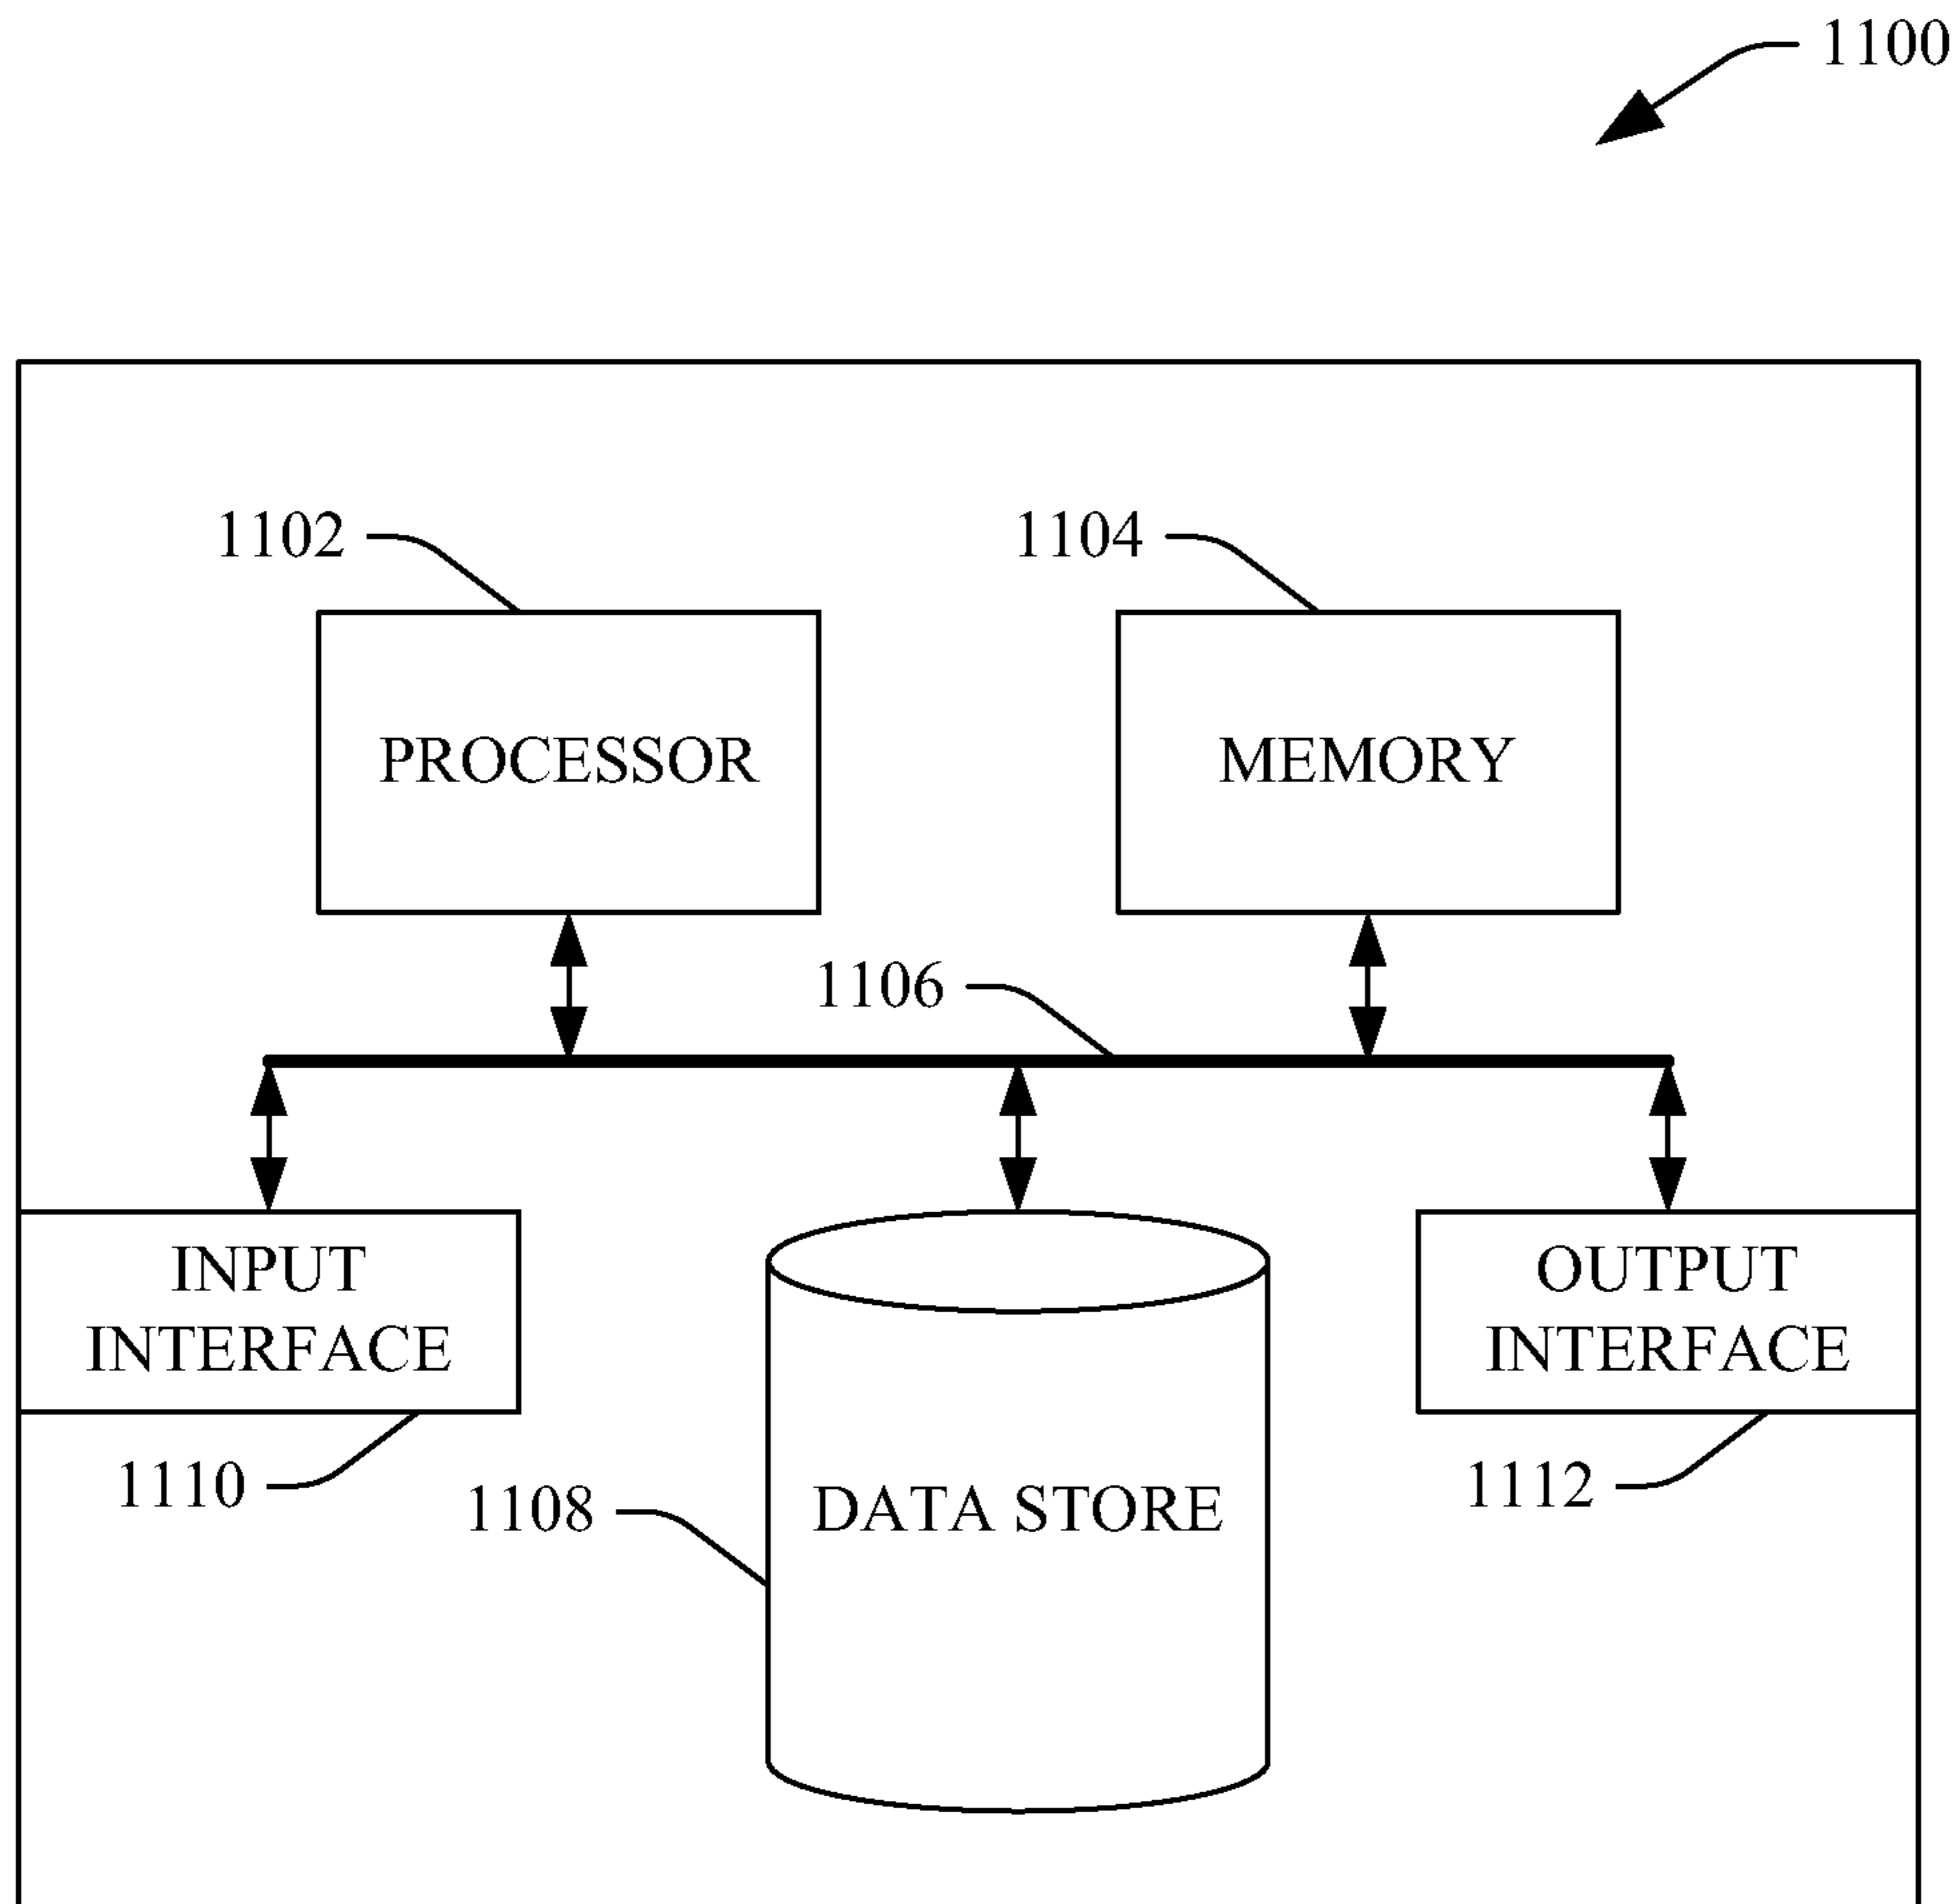 1100
1102
1104
PROCESSOR
MEMORY
1106
INPUT
INTERFACE
OUTPUT
INTERFACE
1110
1108
DATA STORE
1112